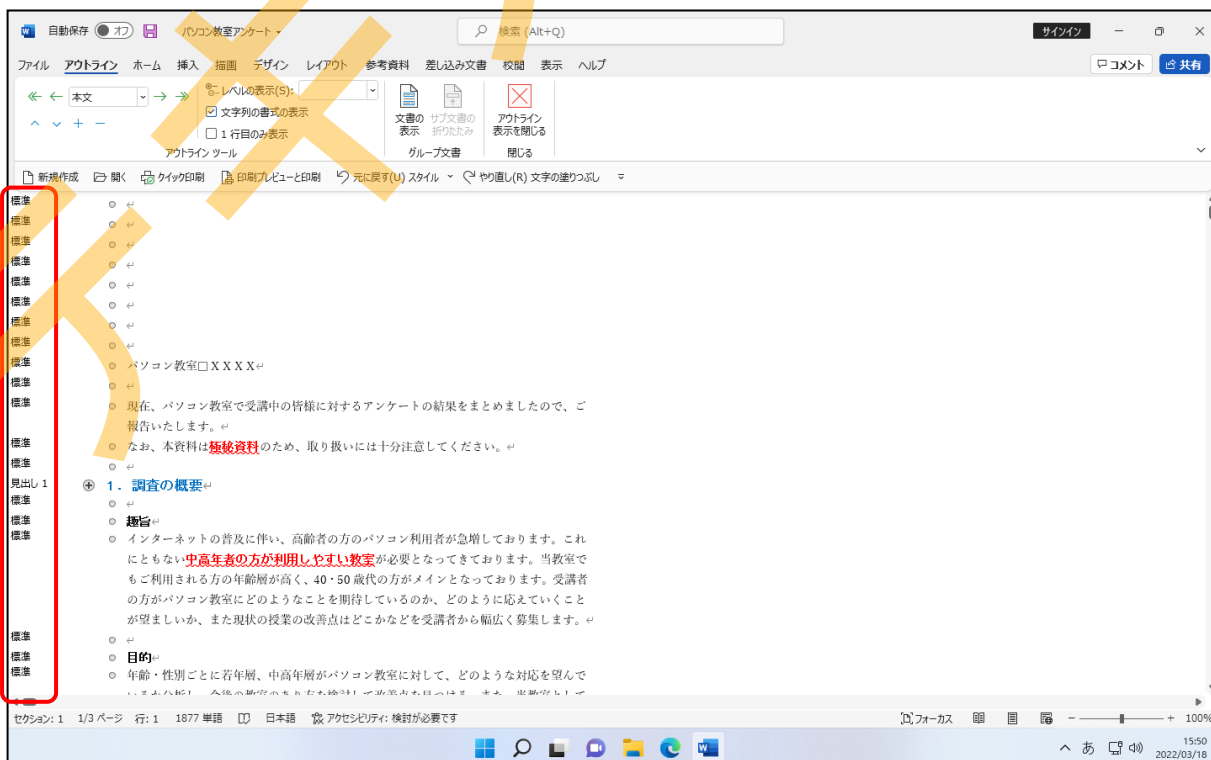 自動保存 オフ パソコン教室アンケート 検索 (Alt+Q) サインイン
ファイル アウトライン ホーム 挿入 描画 デザイン レイアウト 参考資料 差し込み文書 校閲 表示 ヘルプ コメント 共有
本文 レベルの表示(S):
文字列の書式の表示
1 行目のみ表示
文書の表示 サブ文書の折りたたみ アウトライン表示を閉じる
アウトライン ツール グループ文書 閉じる
新規作成 開く クイック印刷 印刷プレビューと印刷 元に戻す(U) スタイル やり直し(R) 文字の塗りつぶし
標準
標準
標準
標準
標準
標準
標準
標準
標準 パソコン教室□ＸＸＸＸ
標準
標準 現在、パソコン教室で受講中の皆様に対するアンケートの結果をまとめましたので、ご
報告いたします。
標準 なお、本資料は極秘資料のため、取り扱いには十分注意してください。
標準
見出し 1 1．調査の概要
標準
標準 趣旨
標準 インターネットの普及に伴い、高齢者の方のパソコン利用者が急増しております。これ
にともない中高年者の方が利用しやすい教室が必要となってきております。当教室で
もご利用される方の年齢層が高く、40・50 歳代の方がメインとなっております。受講者
の方がパソコン教室にどのようなことを期待しているのか、どのように応えていくこと
が望ましいか、また現状の授業の改善点はどこかなどを受講者から幅広く募集します。
標準
標準 目的
標準 年齢・性別ごとに若年層、中高年層がパソコン教室に対して、どのような対応を望んで
セクション: 1 1/3 ページ 行: 1 1877 単語 日本語 アクセシビリティ: 検討が必要です フォーカス 100%
あ 15:50
2022/03/18